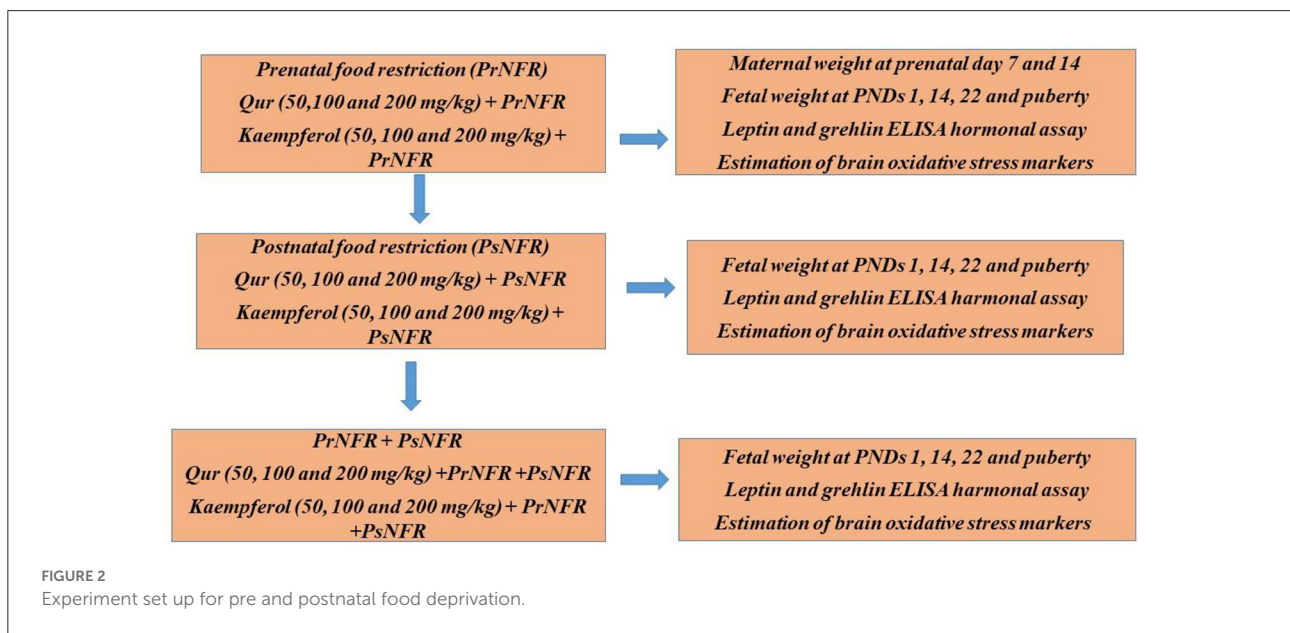 Prenatal food restriction (PrNFR)
Qur (50,100 and 200 mg/kg) + PrNFR
Kaempferol (50, 100 and 200 mg/kg) +
PrNFR
Maternal weight at prenatal day 7 and 14
Fetal weight at PNDs 1, 14, 22 and puberty
Leptin and grehlin ELISA hormonal assay
Estimation of brain oxidative stress markers
Postnatal food restriction (PsNFR)
Qur (50, 100 and 200 mg/kg) + PsNFR
Kaempferol (50, 100 and 200 mg/kg) +
PsNFR
Fetal weight at PNDs 1, 14, 22 and puberty
Leptin and grehlin ELISA harmonal assay
Estimation of brain oxidative stress markers
PrNFR + PsNFR
Qur (50, 100 and 200 mg/kg) +PrNFR +PsNFR
Kaempferol (50, 100 and 200 mg/kg) + PrNFR
+PsNFR
Fetal weight at PNDs 1, 14, 22 and puberty
Leptin and grehlin ELISA harmonal assay
Estimation of brain oxidative stress markers
FIGURE 2
Experiment set up for pre and postnatal food deprivation.